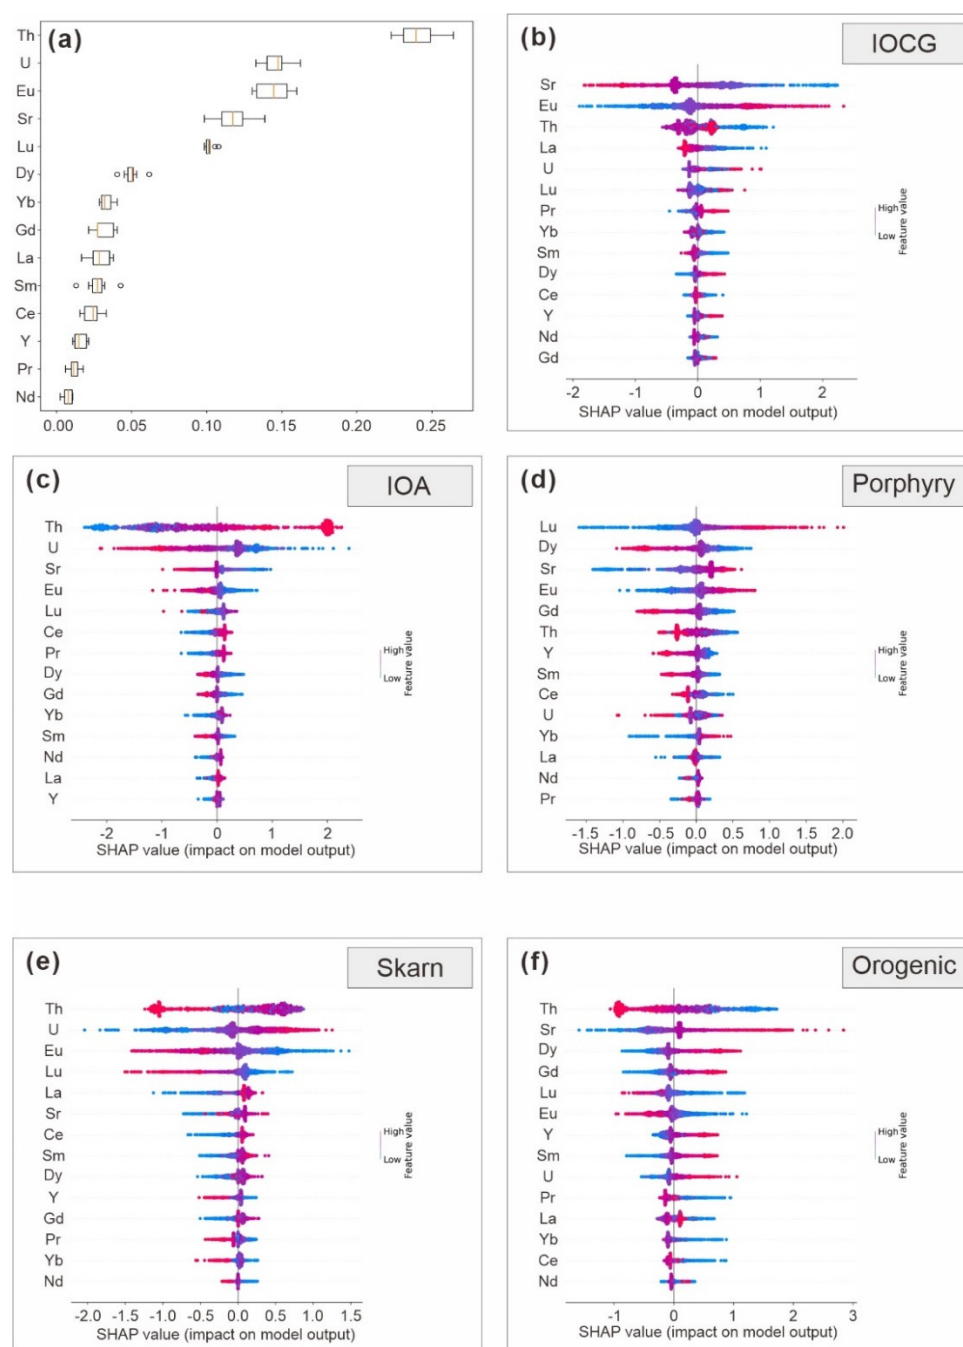 (a)
Th
U
Eu
Sr
Lu
Dy
Yb
Gd
La
Sm
Ce
Y
Pr
Nd
0.00 0.05 0.10 0.15 0.20 0.25
(b)
IOCG
Sr
Eu
Th
La
U
Lu
Pr
Yb
Sm
Dy
Ce
Y
Nd
Gd
High
Low
Feature value
-2 -1 0 1 2
SHAP value (impact on model output)
(c)
IOA
Th
U
Sr
Eu
Lu
Ce
Pr
Dy
Gd
Yb
Sm
Nd
La
Y
High
Low
Feature value
-2 -1 0 1 2
SHAP value (impact on model output)
(d)
Porphyry
Lu
Dy
Sr
Eu
Gd
Th
Y
Sm
Ce
U
Yb
La
Nd
Pr
High
Low
Feature value
-1.5 -1.0 -0.5 0.0 0.5 1.0 1.5 2.0
SHAP value (impact on model output)
(e)
Skarn
Th
U
Eu
Lu
La
Sr
Ce
Sm
Dy
Y
Gd
Pr
Yb
Nd
High
Low
Feature value
-2.0 -1.5 -1.0 -0.5 0.0 0.5 1.0 1.5
SHAP value (impact on model output)
(f)
Orogenic
Th
Sr
Dy
Gd
Lu
Eu
Y
Sm
U
Pr
La
Yb
Ce
Nd
High
Low
Feature value
-1 0 1 2 3
SHAP value (impact on model output)